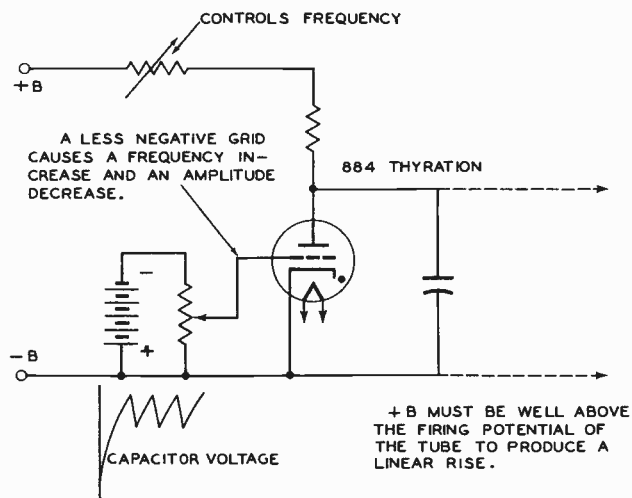 CONTROLS FREQUENCY
+B
A LESS NEGATIVE GRID
CAUSES A FREQUENCY IN-
CREASE AND AN AMPLITUDE
DECREASE.
884 THYRATION
-
+
-B
CAPACITOR VOLTAGE
+B MUST BE WELL ABOVE
THE FIRING POTENTIAL OF
THE TUBE TO PRODUCE A
LINEAR RISE.